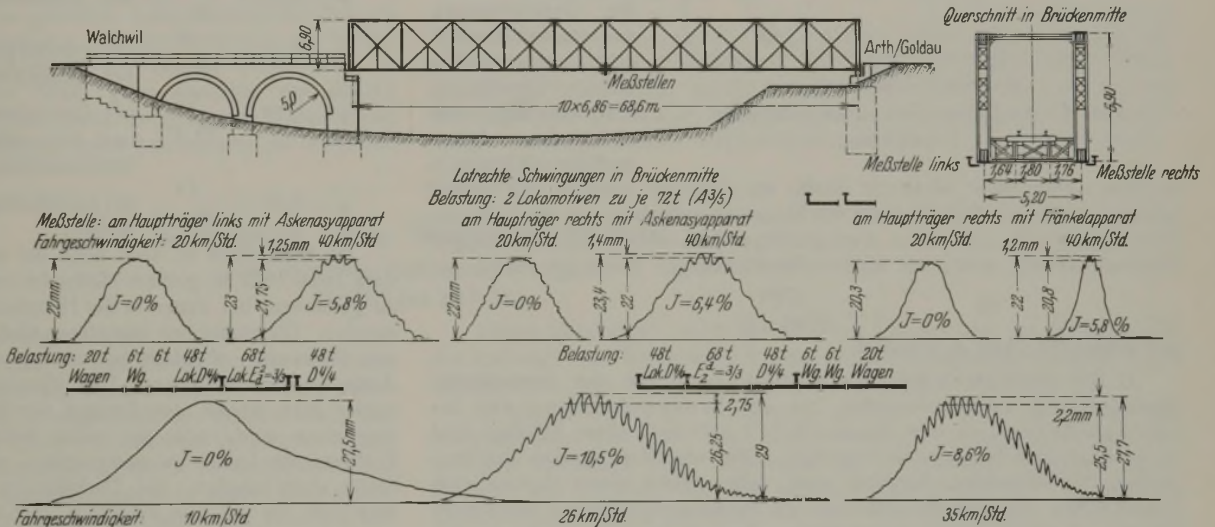 Querschnitt in Brückenmitte
Walchwil
6,90
Arth/Goldau
Meßstellen
10×6,86=68,6m
5,0
6,90
Meßstelle links
Meßstelle rechts
1,64 1,80 1,76
5,20
Lotrechte Schwingungen in Brückenmitte
Belastung: 2 Lokomotiven zu je 72t (A3/5)
Meßstelle: am Hauptträger links mit Askenasyapparat
am Hauptträger rechts mit Askenasyapparat
am Hauptträger rechts mit Fränkelapparat
Fahrgeschwindigkeit: 20km/Std. 40km/Std.
20km/Std. 40km/Std.
20km/Std. 40km/Std.
1,25mm
1,4mm
1,2mm
22mm J=0% 23 21,75 J=5,8%
22mm J=0% 23,4 22 J=6,4%
20,3 J=0% 22 20,8 J=5,8%
Belastung: 20t 6t 6t 48t 68t 48t
Wagen Wg. Lok.D4/4 Lok.E =3/3 D4/4
Belastung: 48t 68t 48t 6t 6t 20t
Lok.D4/4 E =3/3 D4/4 Wg. Wg. Wagen
J=0% 27,5mm
J=10,5% 2,75 26,25 29
J=8,6% 2,2mm 25,5 27,7
Fahrgeschwindigkeit: 10km/Std. 26km/Std. 35km/Std.